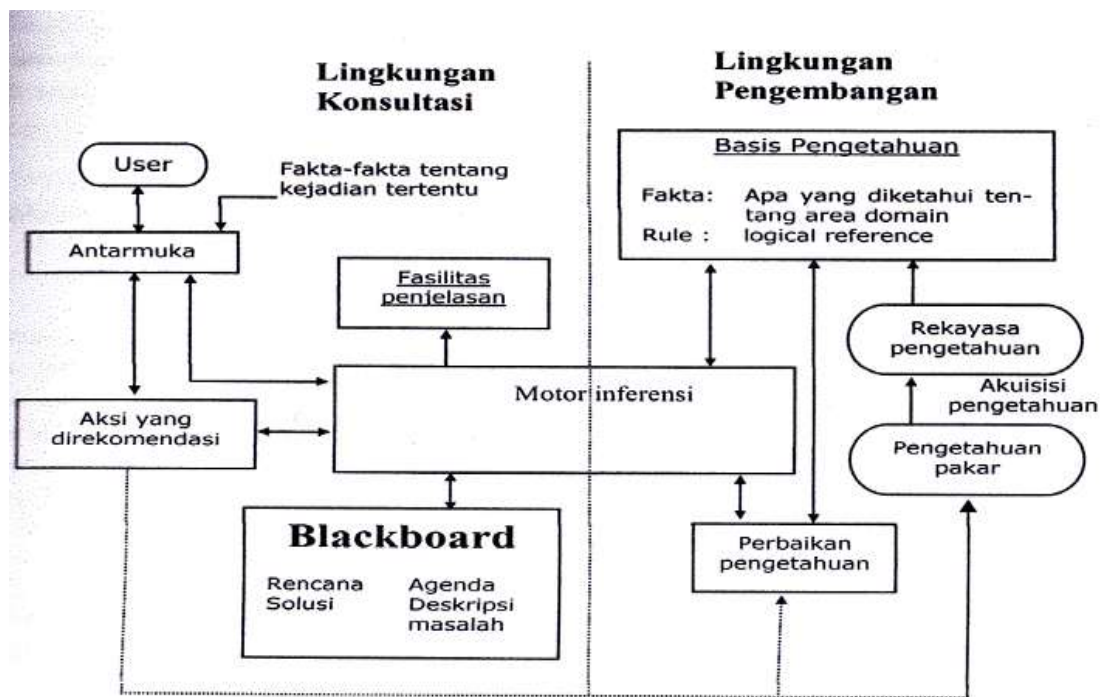 Lingkungan
Konsultasi
Lingkungan
Pengembangan
User
Fakta-fakta tentang
kejadian tertentu
Antarmuka
Basis Pengetahuan
Fakta: Apa yang diketahui ten-
tang area domain
Rule : logical reference
Fasilitas
penjelasan
Rekayasa
pengetahuan
Motor inferensi
Akuisisi
pengetahuan
Aksi yang
direkomendasi
Pengetahuan
pakar
Blackboard
Rencana Agenda
Solusi Deskripsi
masalah
Perbaikan
pengetahuan